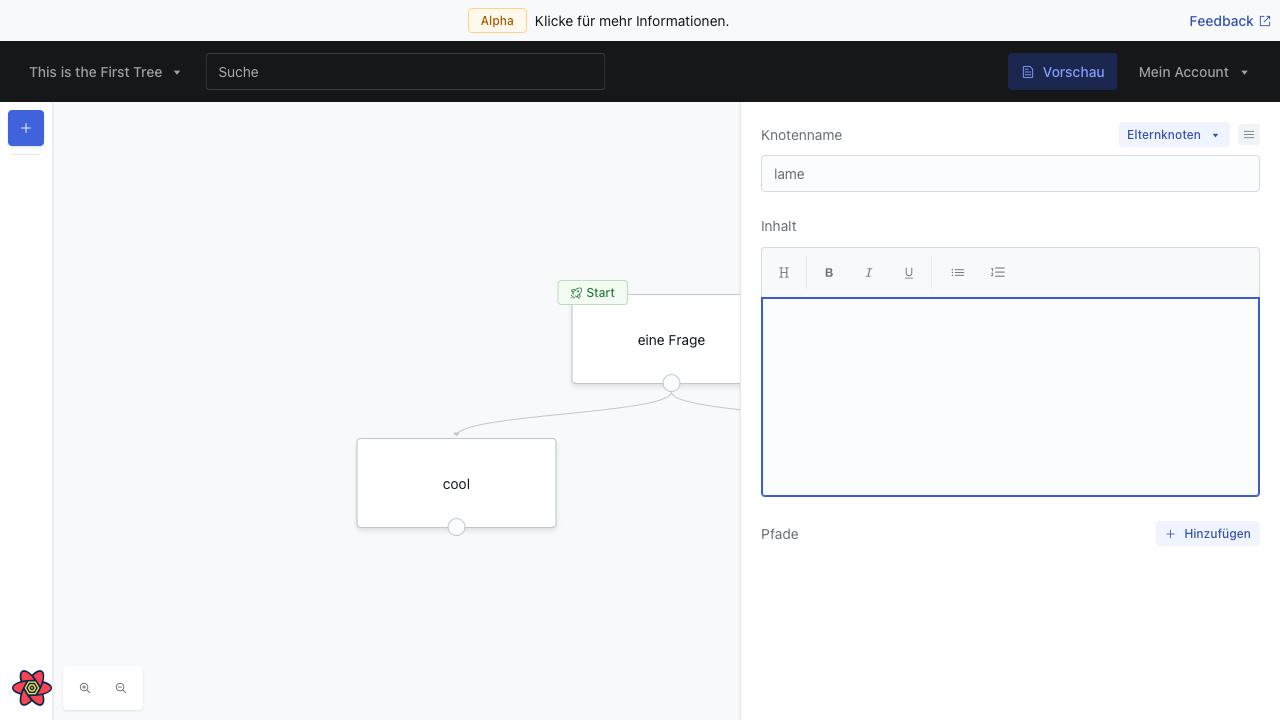 Alpha Klicke für mehr Informationen. Feedback
This is the First Tree Suche Vorschau Mein Account
Knotenname Elternknoten
lame
Inhalt
H B I U
Start
eine Frage
cool
Pfade Hinzufügen